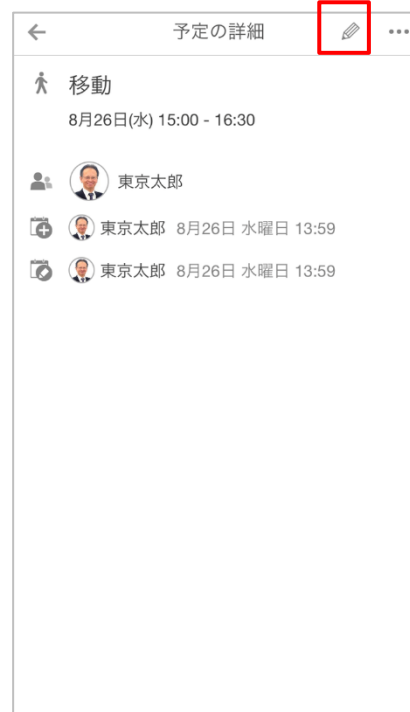 予定の詳細
移動
8月26日(水) 15:00 - 16:30
東京太郎
東京太郎 8月26日 水曜日 13:59
東京太郎 8月26日 水曜日 13:59